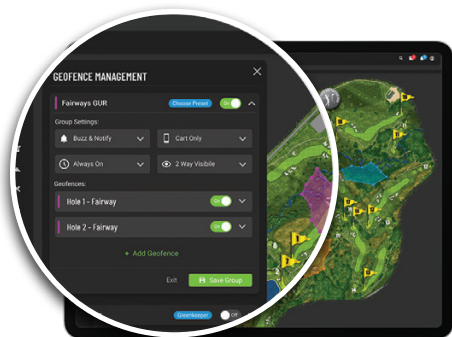 GEOFENCE MANAGEMENT
Fairways GUR
Choose Preset
On
Group Settings:
Buzz & Notify
Cart Only
Always On
2 Way Visibile
Geofences:
Hole 1 - Fairway
On
Hole 2 - Fairway
On
+ Add Geofence
Exit
Save Group
Greenkeeper
Off